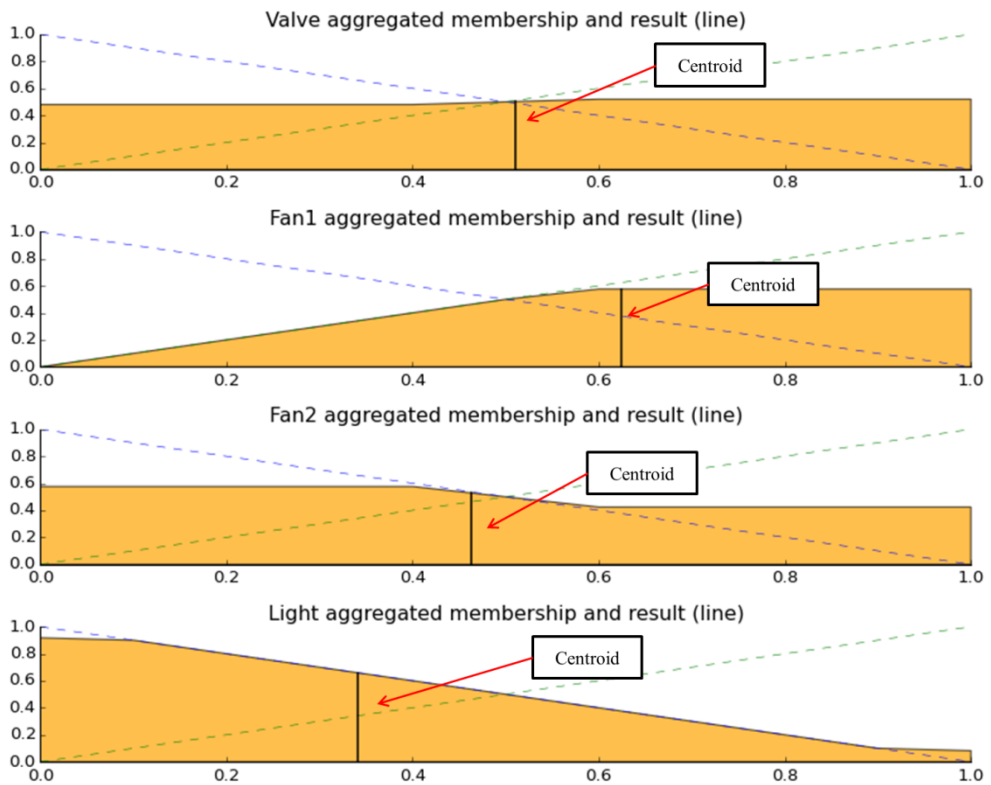 Valve aggregated membership and result (line)
1.0
0.8
0.6
0.4
0.2
0.0
Centroid
0.0 0.2 0.4 0.6 0.8 1.0
Fan1 aggregated membership and result (line)
1.0
0.8
0.6
0.4
0.2
0.0
Centroid
0.0 0.2 0.4 0.6 0.8 1.0
Fan2 aggregated membership and result (line)
1.0
0.8
0.6
0.4
0.2
0.0
Centroid
0.0 0.2 0.4 0.6 0.8 1.0
Light aggregated membership and result (line)
1.0
0.8
0.6
0.4
0.2
0.0
Centroid
0.0 0.2 0.4 0.6 0.8 1.0